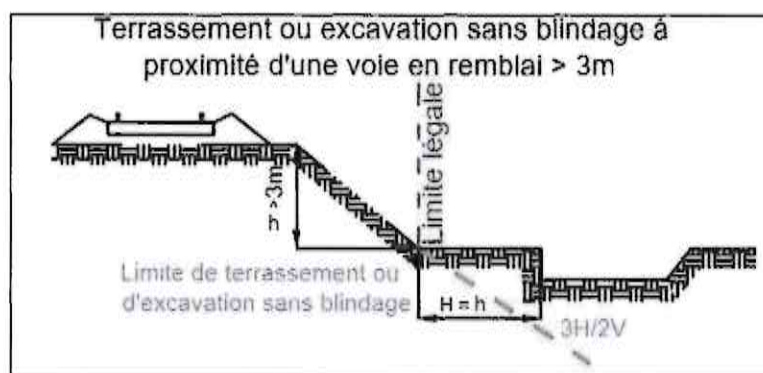 Terrassement ou excavation sans blindage à
proximité d'une voie en remblai > 3m
Limite légale
h >3m
Limite de terrassement ou
d'excavation sans blindage
H = h
3H/2V